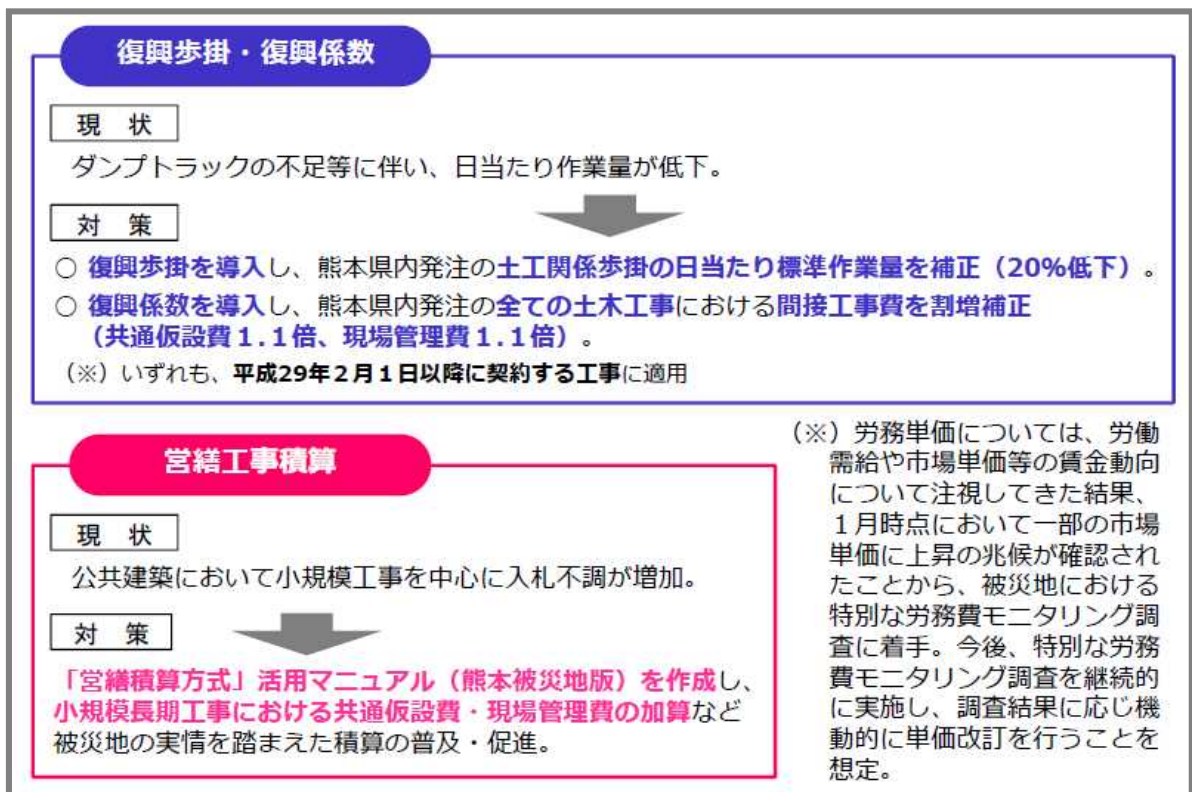 復興歩掛・復興係数
現　状
ダンプトラックの不足等に伴い、日当たり作業量が低下。
対　策
○ 復興歩掛を導入し、熊本県内発注の土工関係歩掛の日当たり標準作業量を補正（20%低下）。
○ 復興係数を導入し、熊本県内発注の全ての土木工事における間接工事費を割増補正
（共通仮設費１.１倍、現場管理費１.１倍）。
（※）いずれも、平成29年２月１日以降に契約する工事に適用
営繕工事積算
現　状
公共建築において小規模工事を中心に入札不調が増加。
対　策
「営繕積算方式」活用マニュアル（熊本被災地版）を作成し、
小規模長期工事における共通仮設費・現場管理費の加算など
被災地の実情を踏まえた積算の普及・促進。
（※）労務単価については、労働
需給や市場単価等の賃金動向
について注視してきた結果、
１月時点において一部の市場
単価に上昇の兆候が確認され
たことから、被災地における
特別な労務費モニタリング調
査に着手。今後、特別な労務
費モニタリング調査を継続的
に実施し、調査結果に応じ機
動的に単価改訂を行うことを
想定。